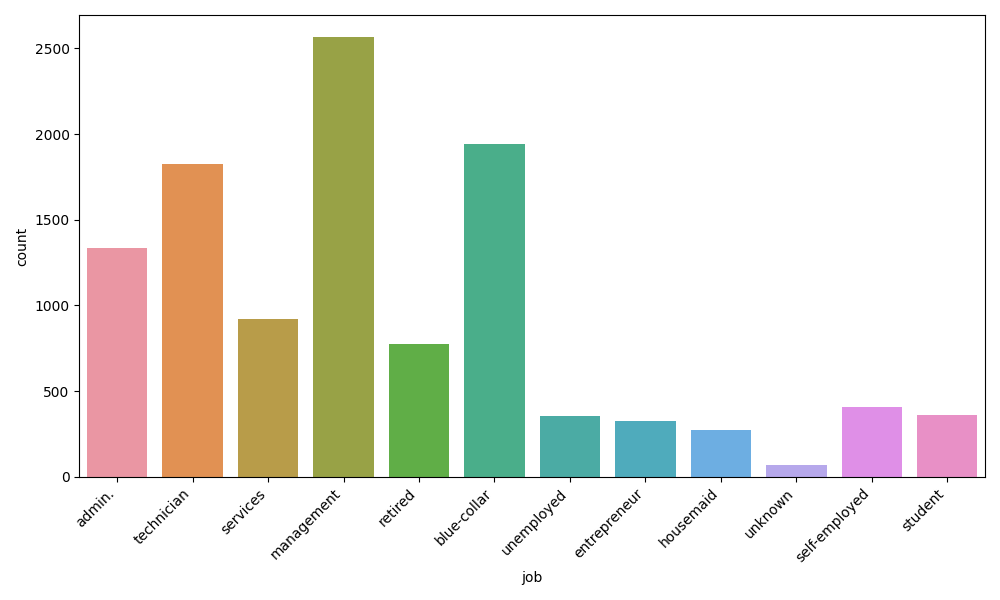 2500
2000
1500
1000
500
0
count
admin.
technician
services
management
retired
blue-collar
unemployed
entrepreneur
housemaid
unknown
self-employed
student
job